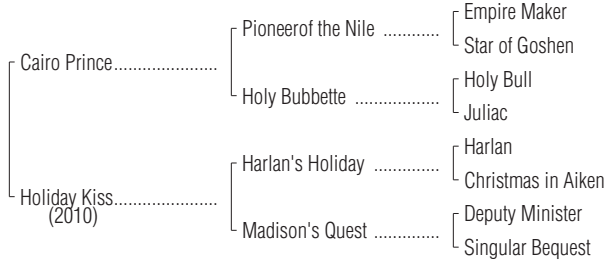 Empire Maker
Pioneerof the Nile ............
Star of Goshen
Cairo Prince.....................
Holy Bull
Holy Bubbette .................
Juliac
Harlan
Harlan's Holiday .............
Christmas in Aiken
Holiday Kiss.....................
(2010)
Deputy Minister
Madison's Quest .............
Singular Bequest